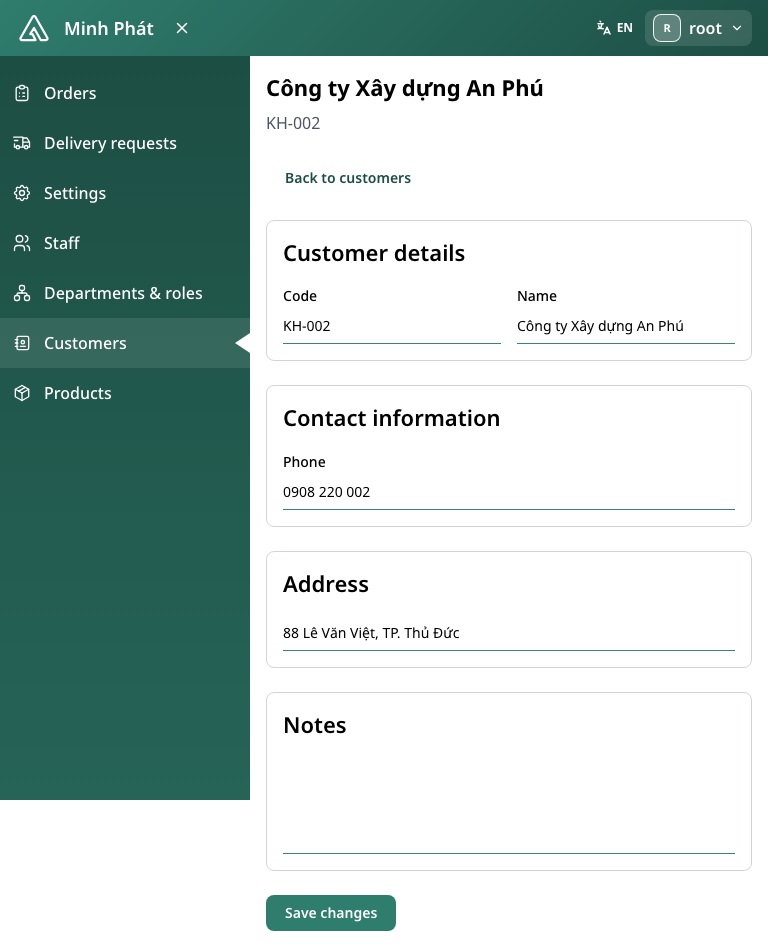 Minh Phát
EN
R
root
Orders
Delivery requests
Settings
Staff
Departments & roles
Customers
Products
Công ty Xây dựng An Phú
KH-002
Back to customers
Customer details
Code
Name
KH-002
Công ty Xây dựng An Phú
Contact information
Phone
0908 220 002
Address
88 Lê Văn Việt, TP. Thủ Đức
Notes
Save changes